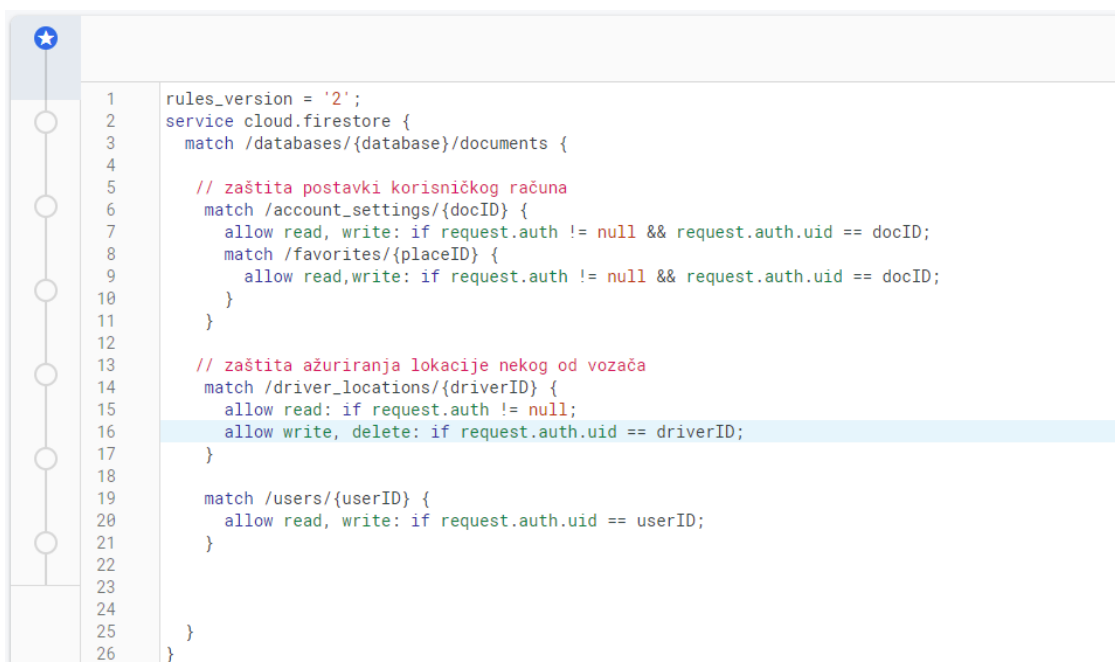 1 rules_version = '2';
2 service cloud.firestore {
3 match /databases/{database}/documents {
4
5 // zaštita postavki korisničkog računa
6 match /account_settings/{docID} {
7 allow read, write: if request.auth != null && request.auth.uid == docID;
8 match /favorites/{placeID} {
9 allow read,write: if request.auth != null && request.auth.uid == docID;
10 }
11 }
12
13 // zaštita ažuriranja lokacije nekog od vozača
14 match /driver_locations/{driverID} {
15 allow read: if request.auth != null;
16 allow write, delete: if request.auth.uid == driverID;
17 }
18
19 match /users/{userID} {
20 allow read, write: if request.auth.uid == userID;
21 }
22
23
24
25 }
26 }